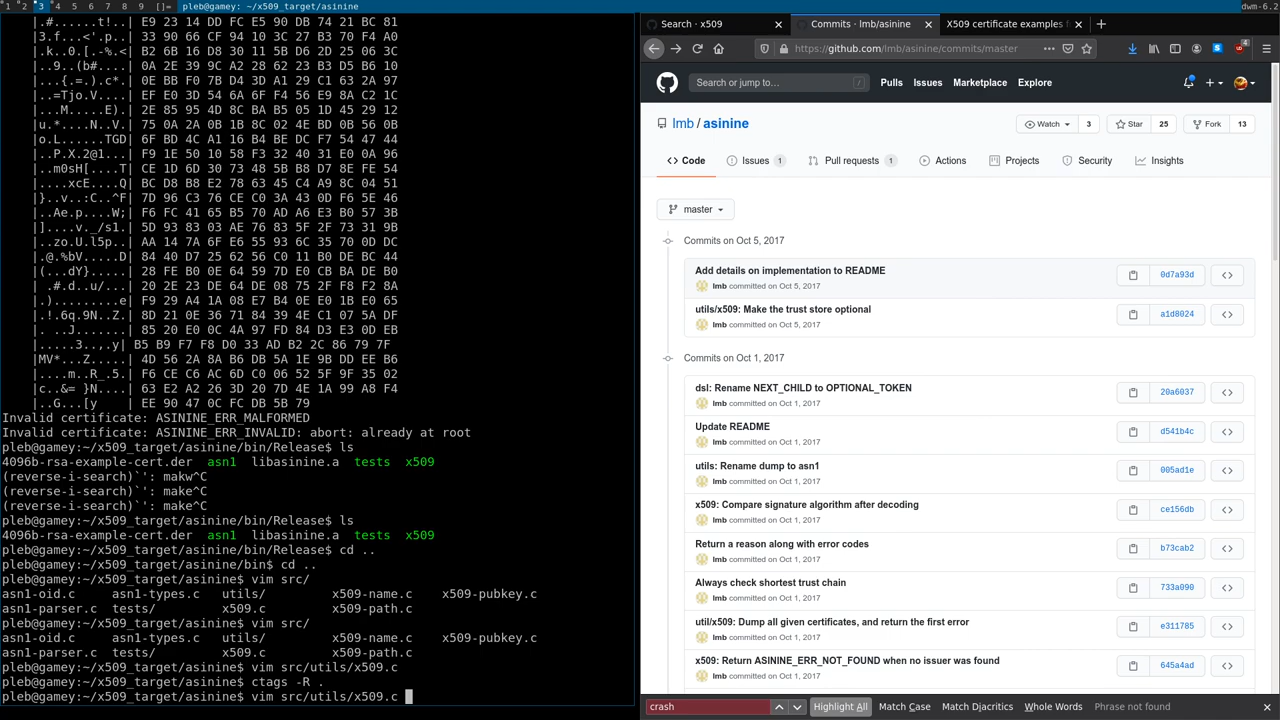 1 2 3 4 5 6 7 8 9 []= pleb@gamey: ~/x509_target/asinine dwm-6.2
|.#......t!..| E9 23 14 DD FC E5 90 DB 74 21 BC 81
|3.f...<'.p..| 33 90 66 CF 94 10 3C 27 B3 70 F4 A0
|.k..0.[.-%.<| B2 6B 16 D8 30 11 5B D6 2D 25 06 3C
|..9..(b#....| 0A 2E 39 9C A2 28 62 23 B3 D5 B6 10
|...{.=.).c*.| 0E BB F0 7B D4 3D A1 29 C1 63 2A 97
|..=Tjo.V....| EF E0 3D 54 6A 6F F4 56 E9 8A C2 1C
|...M.....E).| 2E 85 95 4D 8C BA B5 05 1D 45 29 12
|u.*....N..V.| 75 0A 2A 0B 1B 8C 02 4E BD 0B 56 0B
|o.L......TGD| 6F BD 4C A1 16 B4 BE DC F7 54 47 44
|..P.X.2@1...| F9 1E 50 10 58 F3 32 40 31 E0 0A 96
|..m0sH[....T| CE 1D 6D 30 73 48 5B B8 D7 8E FE 54
|....xcE....Q| BC D8 B8 E2 78 63 45 C4 A9 8C 04 51
|}..v..:C..^F| 7D 96 C3 76 CE C0 3A 43 0D F6 5E 46
|..Ae.p....W;| F6 FC 41 65 B5 70 AD A6 E3 B0 57 3B
|]....v._/s1.| 5D 93 83 03 AE 76 83 5F 2F 73 31 9B
|..zo.U.l5p..| AA 14 7A 6F E6 55 93 6C 35 70 0D DC
|.@.%bV.....D| 84 40 D7 25 62 56 C0 11 B0 DE BC 44
|(...dY}.....| 28 FE B0 0E 64 59 7D E0 CB BA DE B0
| .#.d..u/...| 20 2E 23 DE 64 DE 08 75 2F F8 F2 8A
|.).........e| F9 29 A4 1A 08 E7 B4 0E E0 1B E0 65
|.!.6q.9N..Z.| 8D 21 0E 36 71 84 39 4E C1 07 5A DF
|. ..J.......| 85 20 E0 0C 4A 97 FD 84 D3 E3 0D EB
|.....3..,.y| B5 B9 F7 F8 D0 33 AD B2 2C 86 79 7F
|MV*...Z.....| 4D 56 2A 8A B6 DB 5A 1E 9B DD EE B6
|....m..R_.5.| F6 CE C6 AC 6D C0 06 52 5F 9F 35 02
|c..&= }N....| 63 E2 A2 26 3D 20 7D 4E 1A 99 A8 F4
|..G...[y EE 90 47 0C FC DB 5B 79
Invalid certificate: ASININE_ERR_MALFORMED
Invalid certificate: ASININE_ERR_INVALID: abort: already at root
pleb@gamey:~/x509_target/asinine/bin/Release$ ls
4096b-rsa-example-cert.der asn1 libasinine.a tests x509
(reverse-i-search)`': makw^C
(reverse-i-search)`': make^C
(reverse-i-search)`': make^C
pleb@gamey:~/x509_target/asinine/bin/Release$ ls
4096b-rsa-example-cert.der asn1 libasinine.a tests x509
pleb@gamey:~/x509_target/asinine/bin/Release$ cd ..
pleb@gamey:~/x509_target/asinine/bin$ cd ..
pleb@gamey:~/x509_target/asinine$ vim src/
asn1-oid.c asn1-types.c utils/ x509-name.c x509-pubkey.c
asn1-parser.c tests/ x509.c x509-path.c
pleb@gamey:~/x509_target/asinine$ vim src/
asn1-oid.c asn1-types.c utils/ x509-name.c x509-pubkey.c
asn1-parser.c tests/ x509.c x509-path.c
pleb@gamey:~/x509_target/asinine$ vim src/utils/x509.c
pleb@gamey:~/x509_target/asinine$ ctags -R .
pleb@gamey:~/x509_target/asinine$ vim src/utils/x509.c
Search · x509 Commits · lmb/asinine X509 certificate examples f
https://github.com/lmb/asinine/commits/master
Search or jump to... / Pulls Issues Marketplace Explore
lmb / asinine Watch 3 Star 25 Fork 13
Code Issues 1 Pull requests 1 Actions Projects Security Insights
master
Commits on Oct 5, 2017
Add details on implementation to README
lmb committed on Oct 5, 2017 0d7a93d
utils/x509: Make the trust store optional
lmb committed on Oct 5, 2017 a1d8024
Commits on Oct 1, 2017
dsl: Rename NEXT_CHILD to OPTIONAL_TOKEN
lmb committed on Oct 1, 2017 20a6037
Update README
lmb committed on Oct 1, 2017 d541b4c
utils: Rename dump to asn1
lmb committed on Oct 1, 2017 005ad1e
x509: Compare signature algorithm after decoding
lmb committed on Oct 1, 2017 ce156db
Return a reason along with error codes
lmb committed on Oct 1, 2017 b73cab2
Always check shortest trust chain
lmb committed on Oct 1, 2017 733a090
util/x509: Dump all given certificates, and return the first error
lmb committed on Oct 1, 2017 e311785
x509: Return ASININE_ERR_NOT_FOUND when no issuer was found
lmb committed on Oct 1, 2017 645a4ad
crash Highlight All Match Case Match Diacritics Whole Words Phrase not found